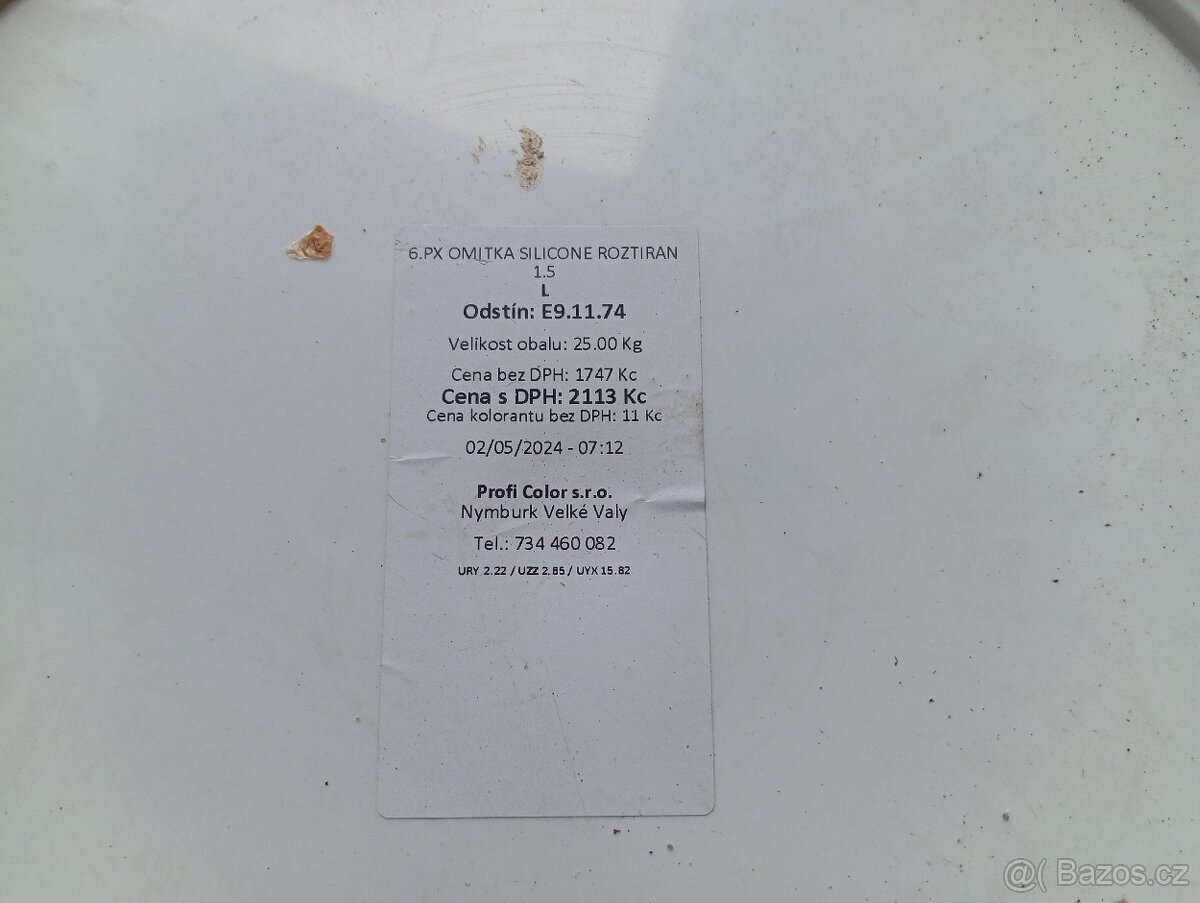 6.PX OMITKA SILICONE ROZTIRAN
1.5
L
Odstín: E9.11.74
Velikost obalu: 25.00 Kg
Cena bez DPH: 1747 Kc
Cena s DPH: 2113 Kc
Cena kolorantu bez DPH: 11 Kc
02/05/2024 - 07:12
Profi Color s.r.o.
Nymburk Velké Valy
Tel.: 734 460 082
URY 2.22 / UZZ 2.85 / UYX 15.82
@( Bazos.cz